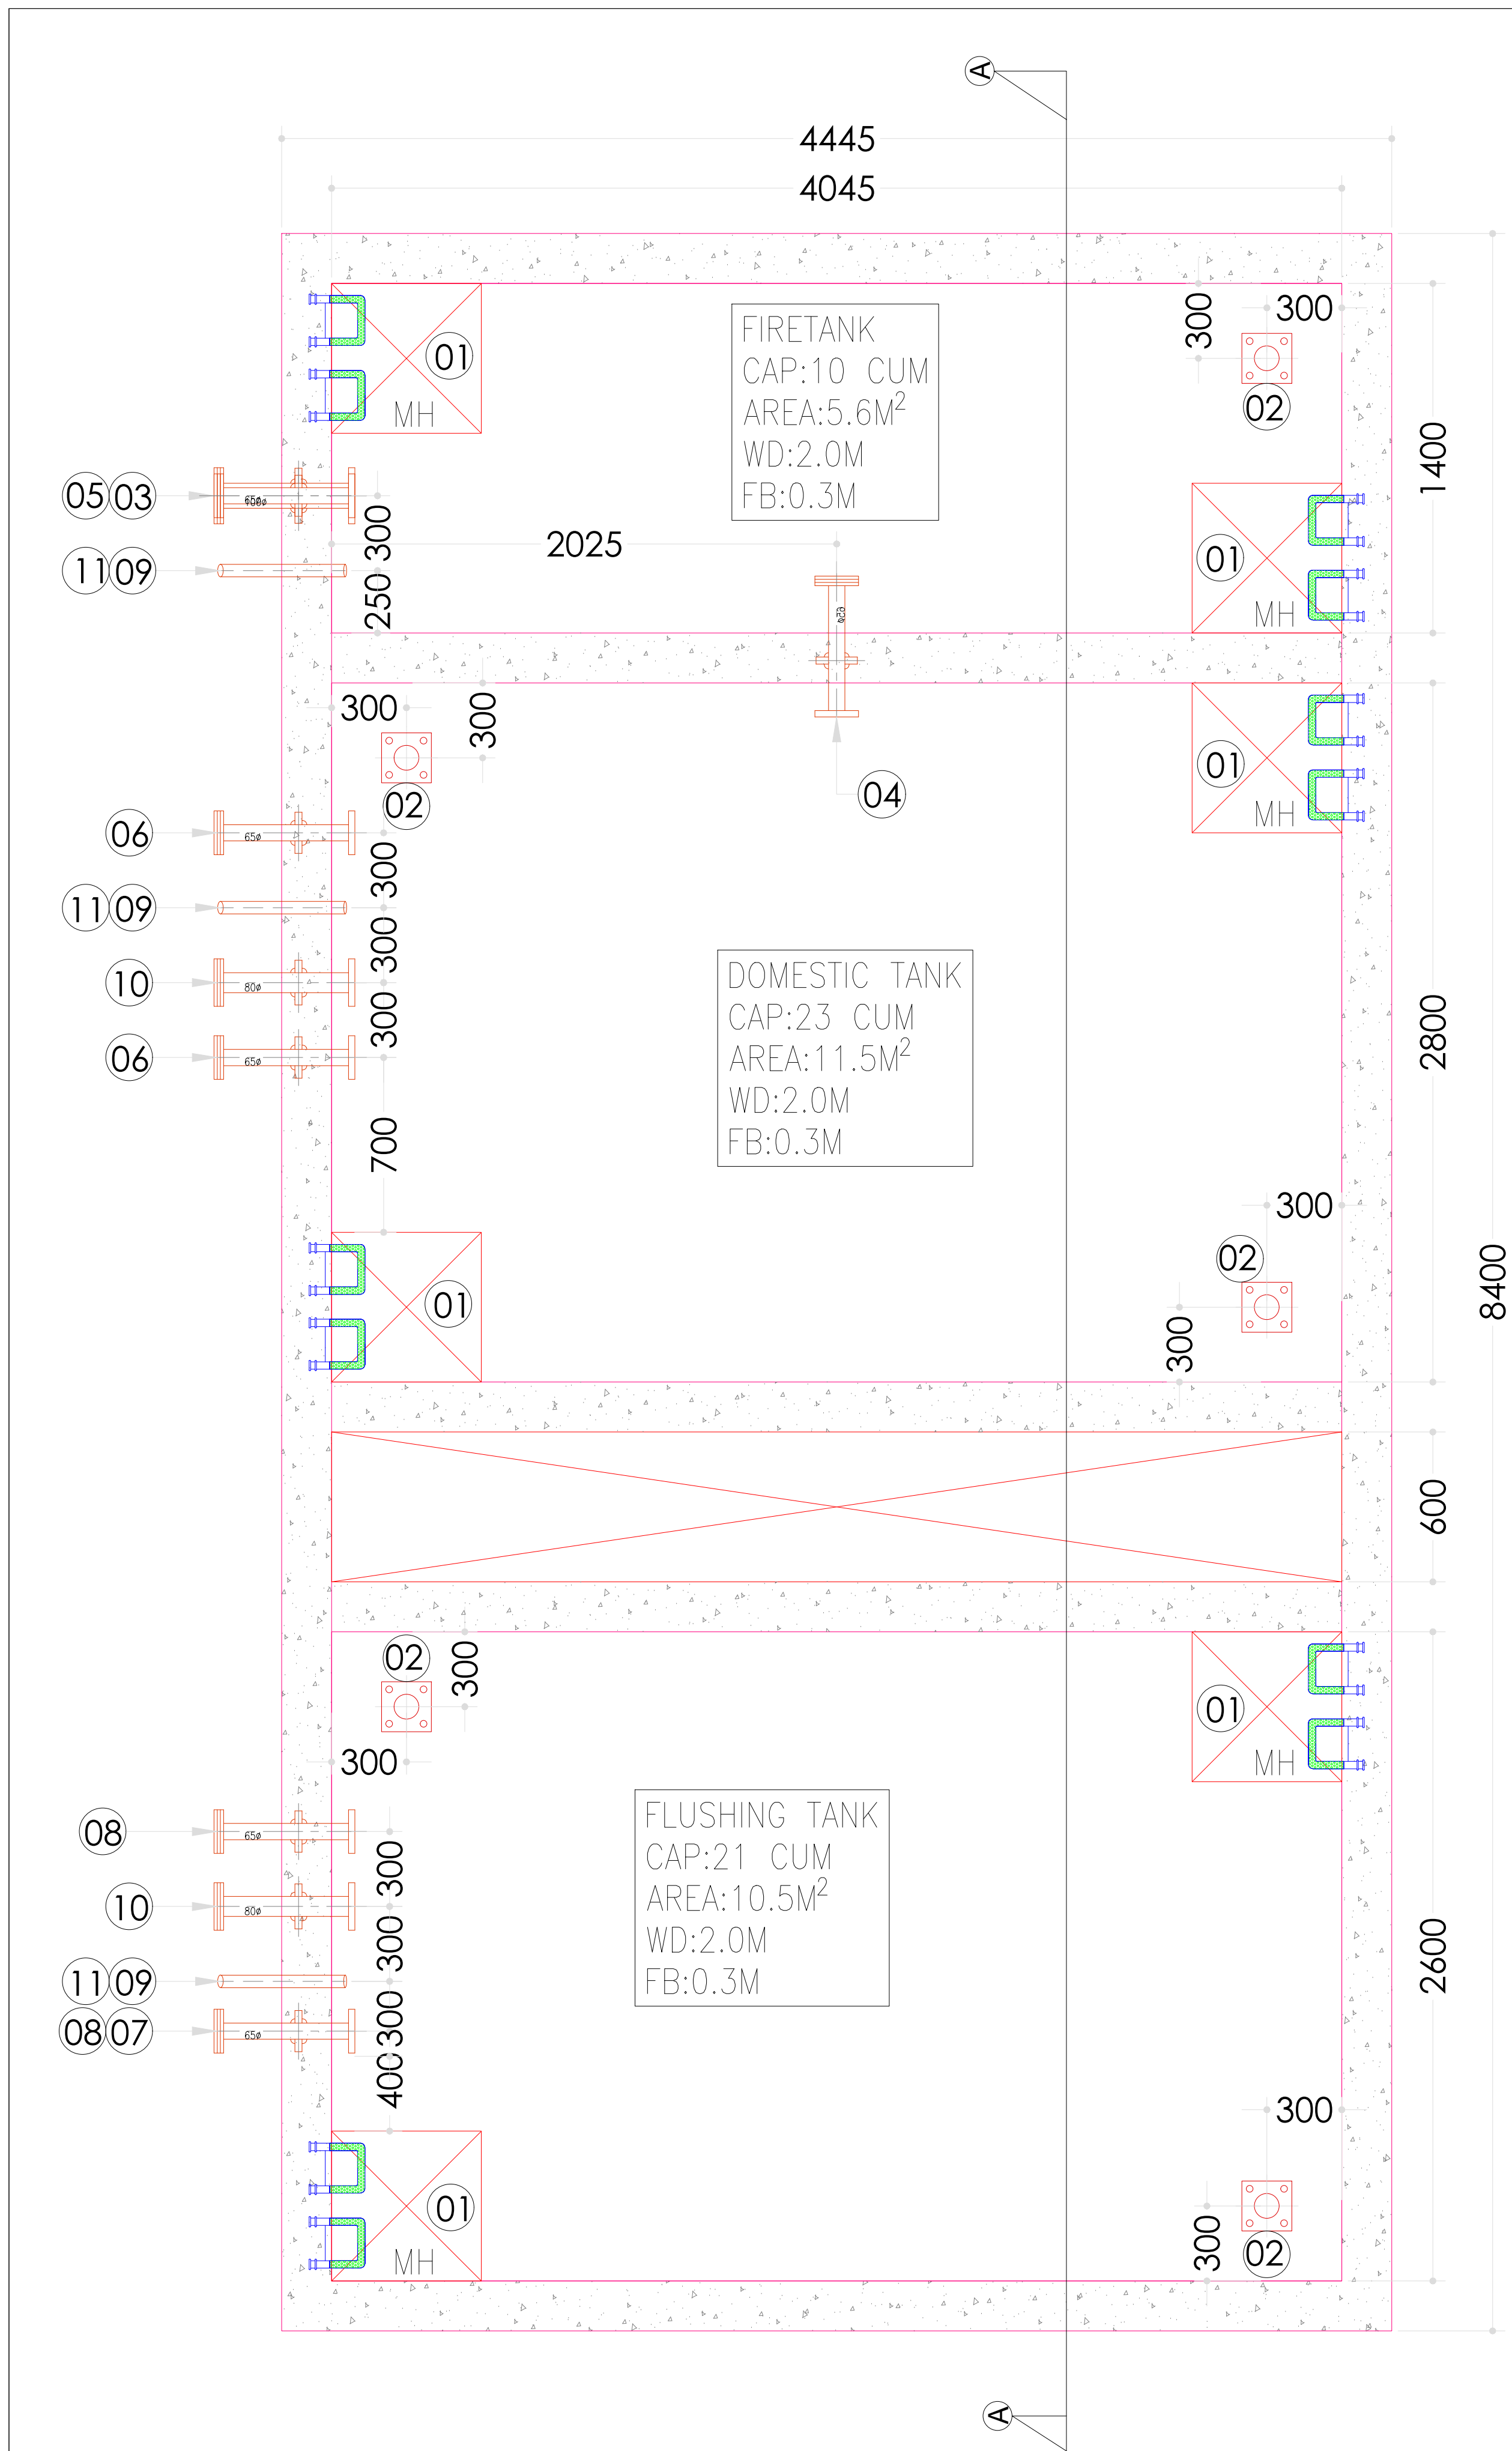 A
4445
4045
FIRETANK
CAP:10 CUM
AREA:5.6M²
WD:2.0M
FB:0.3M
300
300
01
MH
02
1400
05 03
65ø
100ø
300
01
MH
2025
11 09
250
65ø
300
300
02
04
01
MH
06
65ø
300
11 09
300
10
80ø
300
06
65ø
DOMESTIC TANK
CAP:23 CUM
AREA:11.5M²
WD:2.0M
FB:0.3M
2800
700
300
02
300
01
8400
600
02
300
300
01
MH
08
65ø
300
10
80ø
300
11 09
300
08 07
65ø
400
FLUSHING TANK
CAP:21 CUM
AREA:10.5M²
WD:2.0M
FB:0.3M
2600
300
01
MH
300
02
A